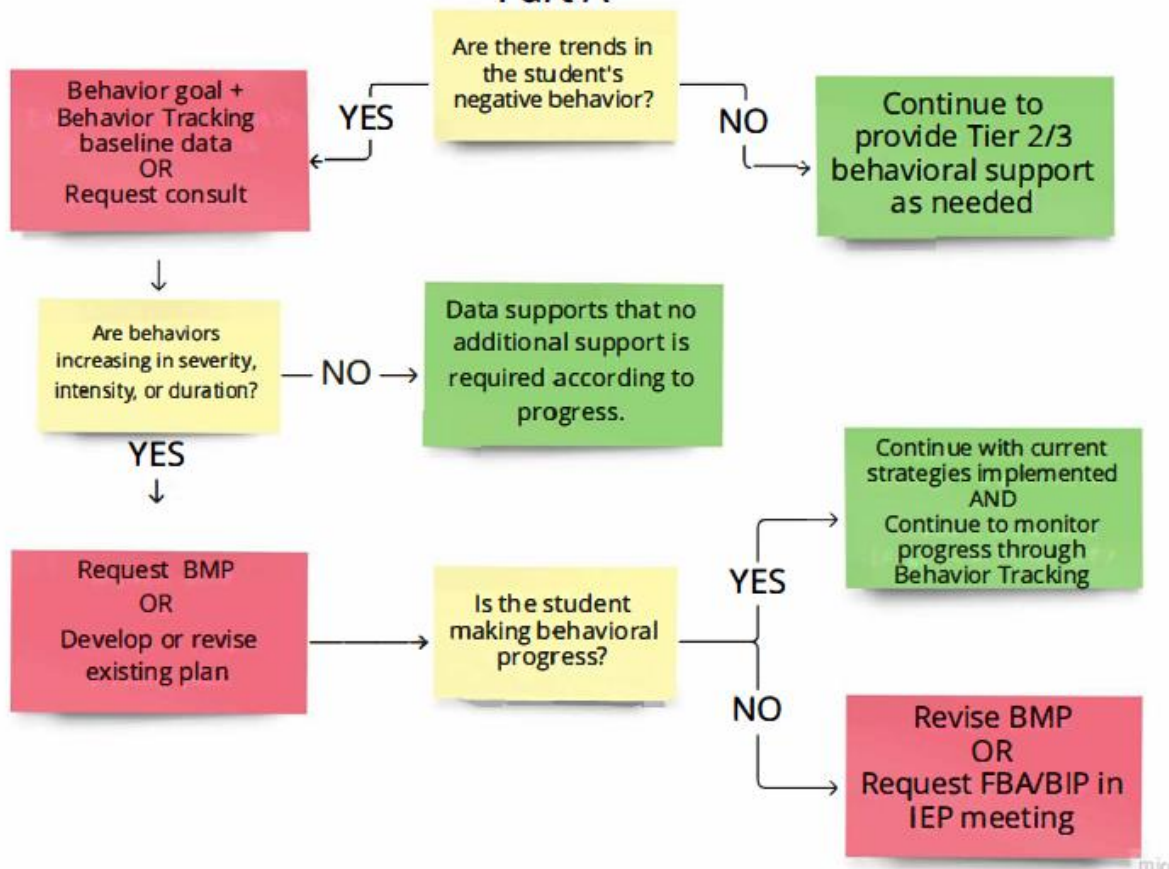 Are there trends in
the student's
negative behavior?
YES
NO
Behavior goal +
Behavior Tracking
baseline data
OR
Request consult
Continue to
provide Tier 2/3
behavioral support
as needed
Are behaviors
increasing in severity,
intensity, or duration?
NO
Data supports that no
additional support is
required according to
progress.
YES
Request BMP
OR
Develop or revise
existing plan
Is the student
making behavioral
progress?
YES
Continue with current
strategies implemented
AND
Continue to monitor
progress through
Behavior Tracking
NO
Revise BMP
OR
Request FBA/BIP in
IEP meeting